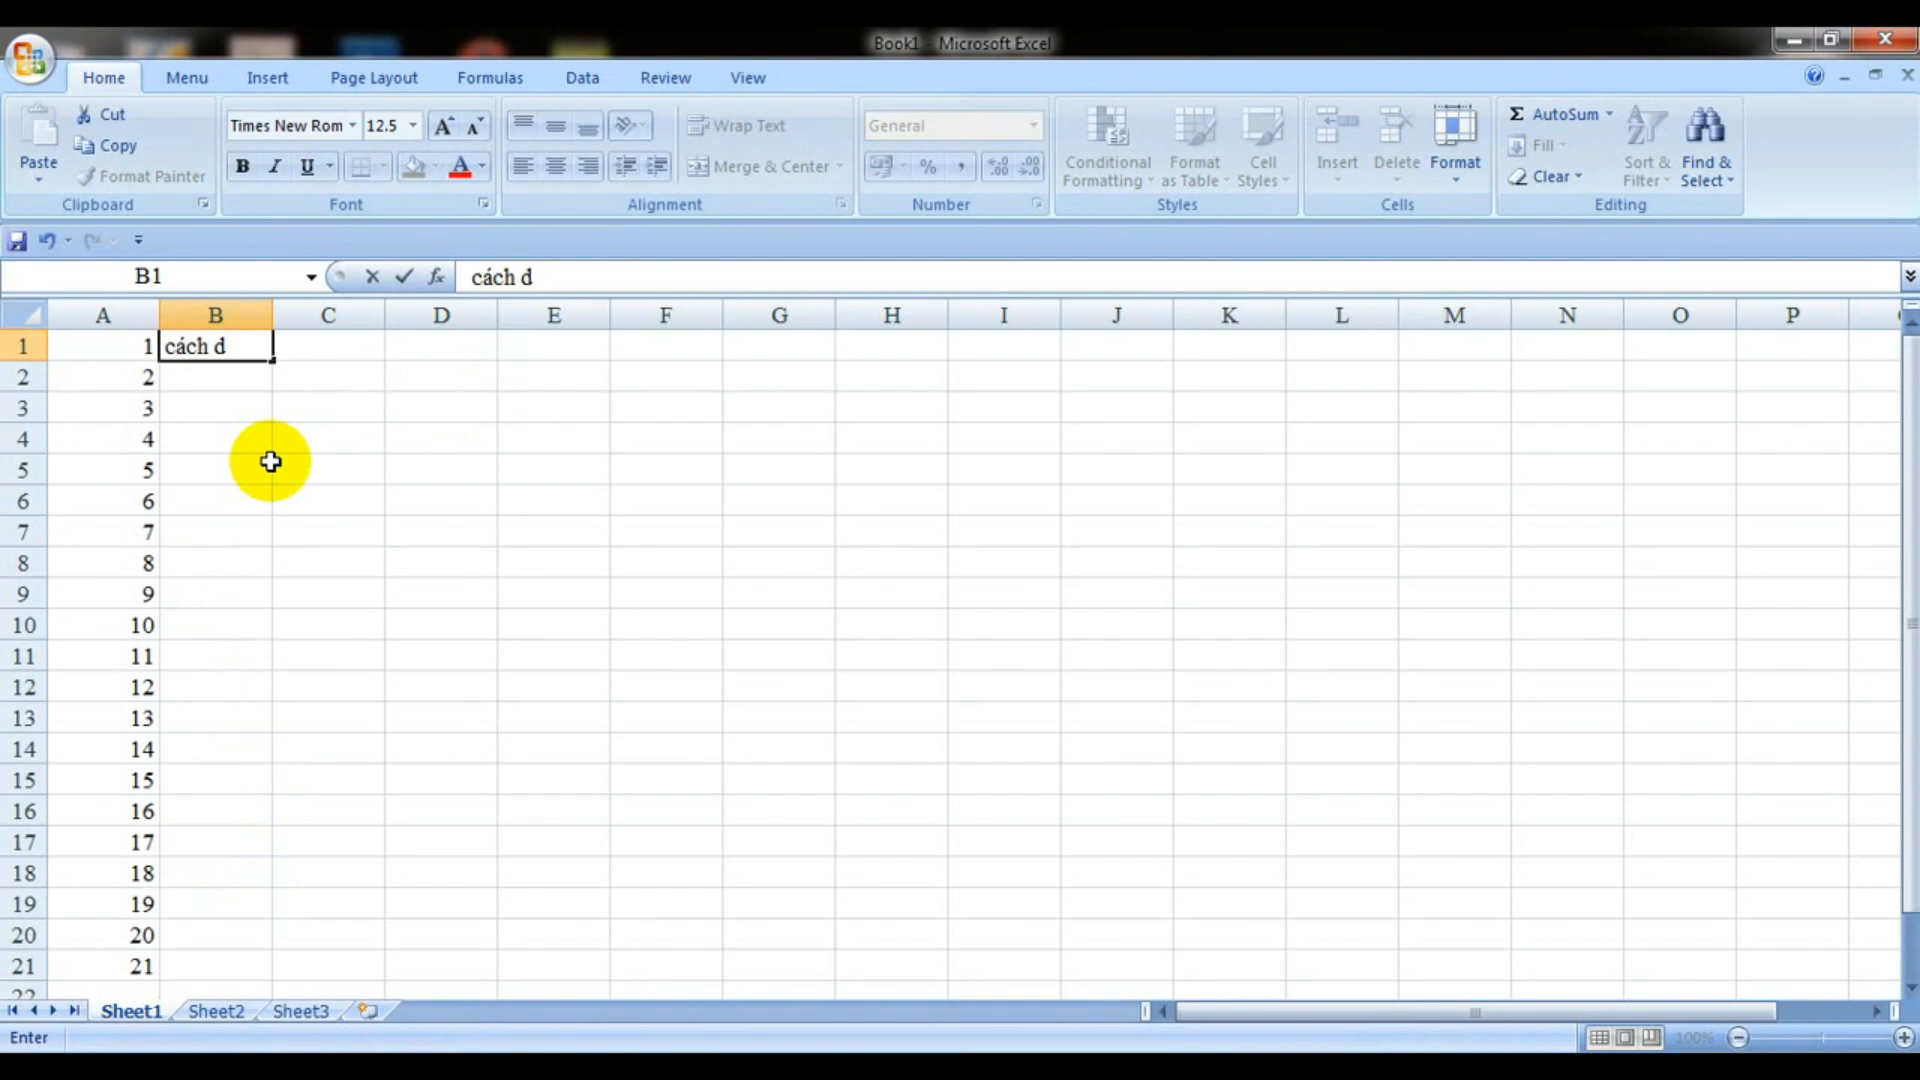 Book1 - Microsoft Excel
Home Menu Insert Page Layout Formulas Data Review View
Paste
Cut
Copy
Format Painter
Clipboard
Times New Rom 12.5
B I U
Font
Wrap Text
Merge & Center
Alignment
General
%
Number
Conditional Formatting
Format as Table
Cell Styles
Styles
Insert
Delete
Format
Cells
Σ AutoSum
Fill
Clear
Sort & Filter
Find & Select
Editing
B1 fx cách d
A B C D E F G H I J K L M N O P
1 1 cách d
2 2
3 3
4 4
5 5
6 6
7 7
8 8
9 9
10 10
11 11
12 12
13 13
14 14
15 15
16 16
17 17
18 18
19 19
20 20
21 21
22
Sheet1 Sheet2 Sheet3
Enter 100%